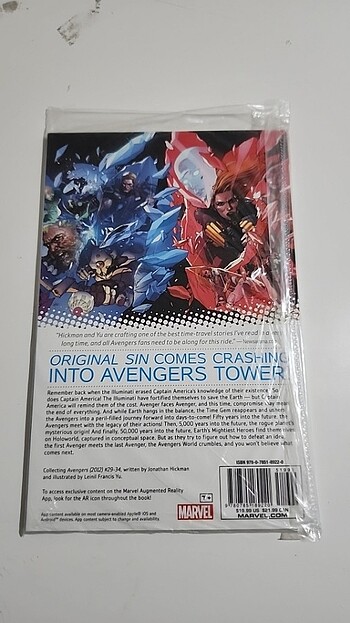 "Hickman and Yu are crafting one of the best time-travel stories I've read in a very
long time, and all Avengers fans need to be along for this ride." —
ORIGINAL SIN COMES CRASHING
INTO AVENGERS TOWER
Remember back when the Illuminati erased Captain America's knowledge of their existence? So
does Captain America! The Illuminati have fortified themselves to save the Earth — but Captain
America will remind them of the cost. Avenger faces Avenger, and this time, compromise may mean
the end of everything. And while Earth hangs in the balance, the Time Gem reappears and ushers the
Avengers into a peril-filled journey forward into days-to-come! Fifty years into the future, the
Avengers meet with the legacy of their actions! Then, 5,000 years into the future, the rogue planet's
mysterious origin! And finally, 50,000 years into the future, Earth's Mightiest Heroes find themselves
on Holoworld, captured in conceptual space. But as they try to figure out how to defeat an idea,
the first Avenger meets the last Avenger, the Avengers World crumbles, and you won't believe what
comes next.
Collecting Avengers (2012) #29-34, written by Jonathan Hickman
and illustrated by Leinil Francis Yu.
To access exclusive content on the Marvel Augmented Reality
App, look for the AR icon throughout the book!
App content available on most camera-enabled Apple® iOS and
Android™ devices. App content subject to change and availability.
T+
MARVEL
$19.99 US $21.99 CAN
MARVEL.COM